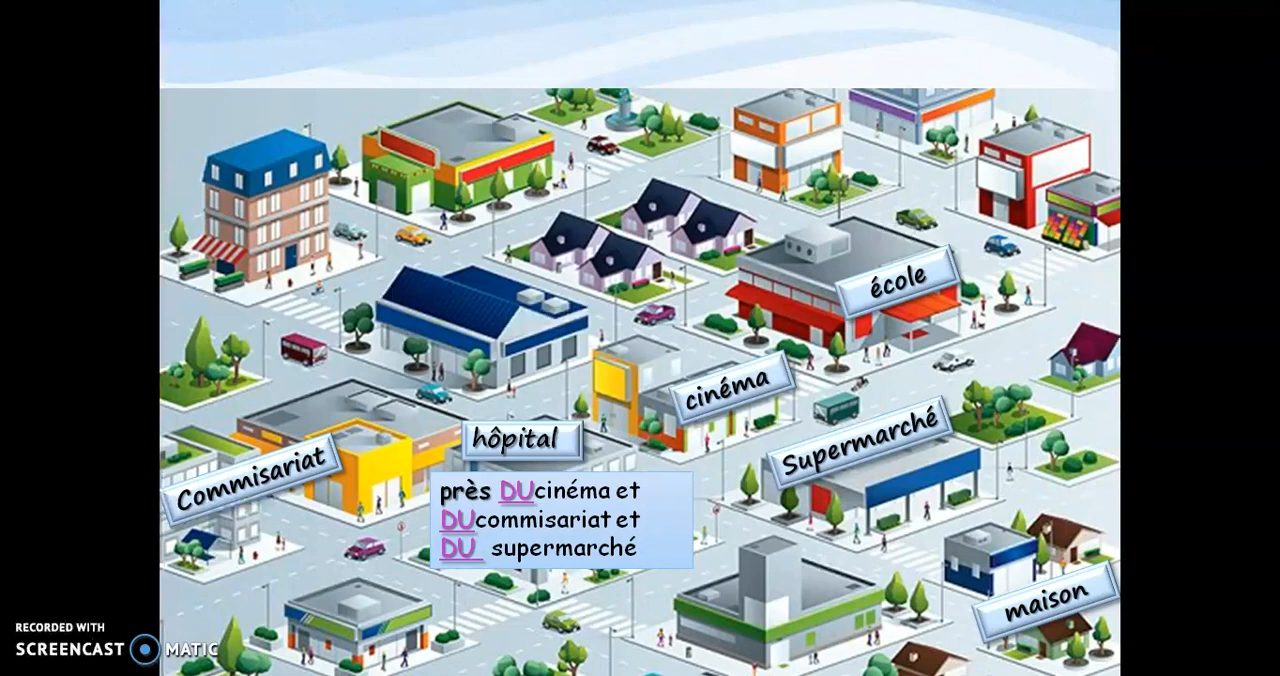 école
cinéma
Supermarché
hôpital
Commisariat
près DUcinéma et
DUcommisariat et
DU supermarché
maison
RECORDED WITH
SCREENCAST MATIC